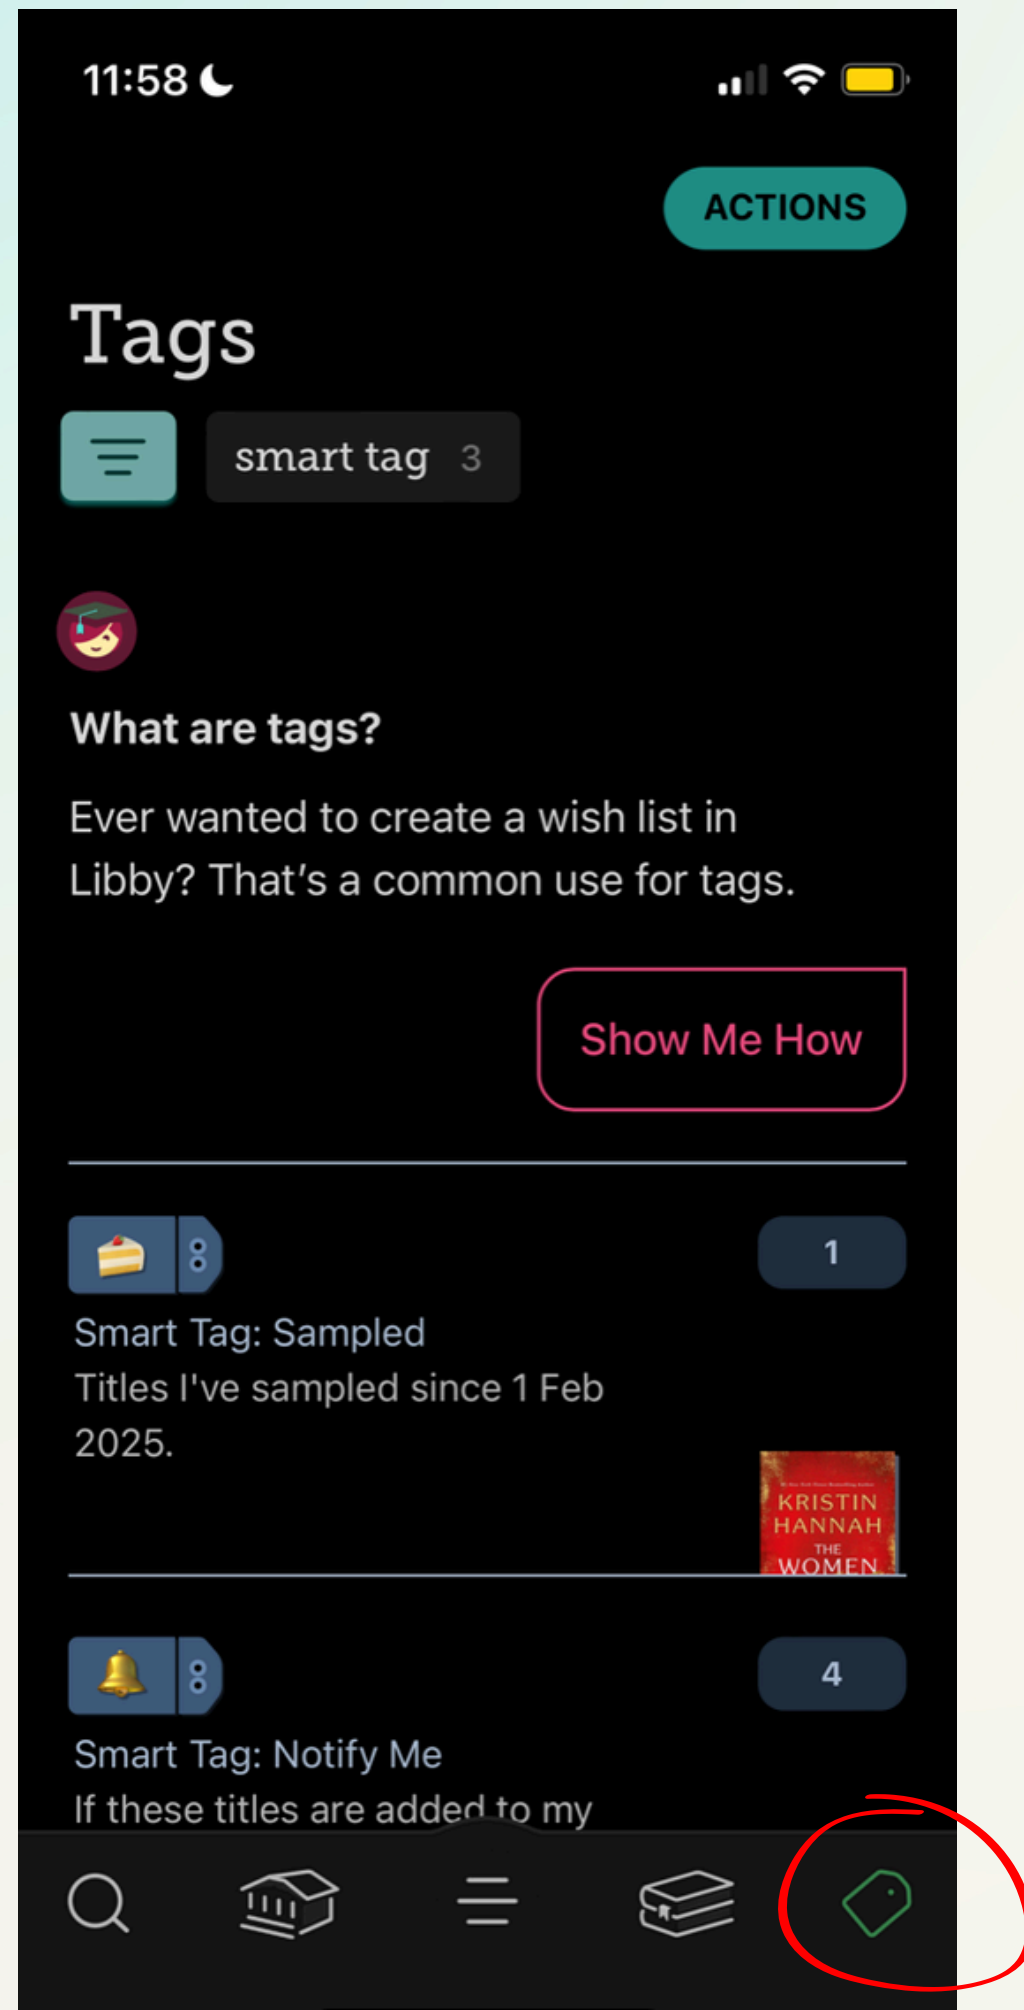 11:58
ACTIONS
Tags
smart tag 3
What are tags?
Ever wanted to create a wish list in
Libby? That's a common use for tags.
Show Me How
1
Smart Tag: Sampled
Titles I've sampled since 1 Feb
2025.
KRISTIN
HANNAH
THE
WOMEN
4
Smart Tag: Notify Me
If these titles are added to my